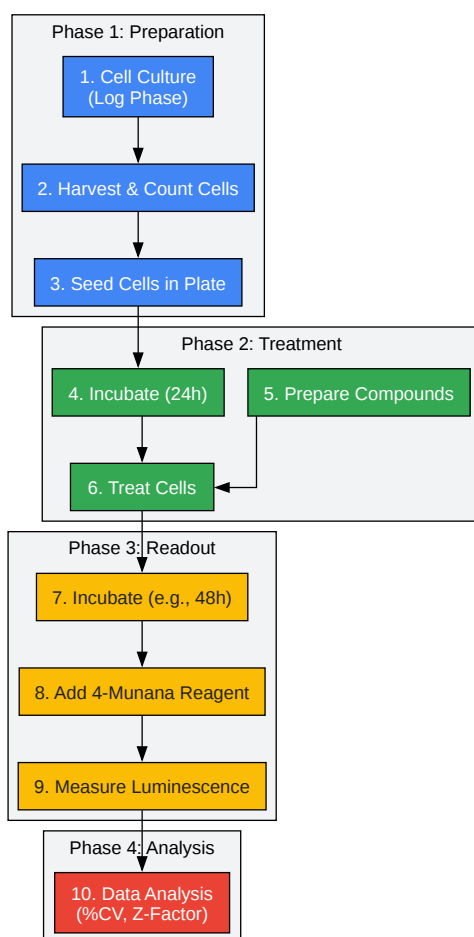 Phase 1: Preparation
1. Cell Culture
(Log Phase)
2. Harvest & Count Cells
3. Seed Cells in Plate
Phase 2: Treatment
4. Incubate (24h)
5. Prepare Compounds
6. Treat Cells
Phase 3: Readout
7. Incubate (e.g., 48h)
8. Add 4-Munana Reagent
9. Measure Luminescence
Phase 4: Analysis
10. Data Analysis
(%CV, Z-Factor)